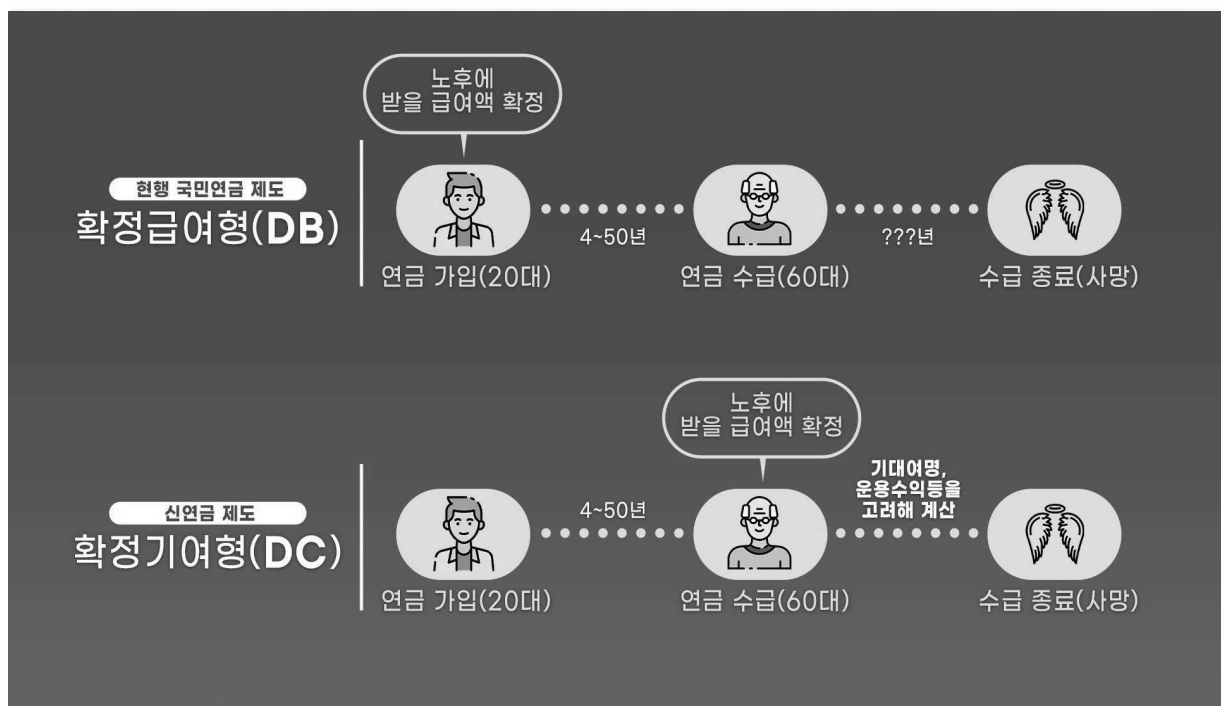 노후에
받을 급여액 확정
현행 국민연금 제도
확정급여형(DB)
4~50년
???년
연금 가입(20대)
연금 수급(60대)
수급 종료(사망)
노후에
받을 급여액 확정
기대여명,
운용수익등을
고려해 계산
신연금 제도
확정기여형(DC)
4~50년
연금 가입(20대)
연금 수급(60대)
수급 종료(사망)